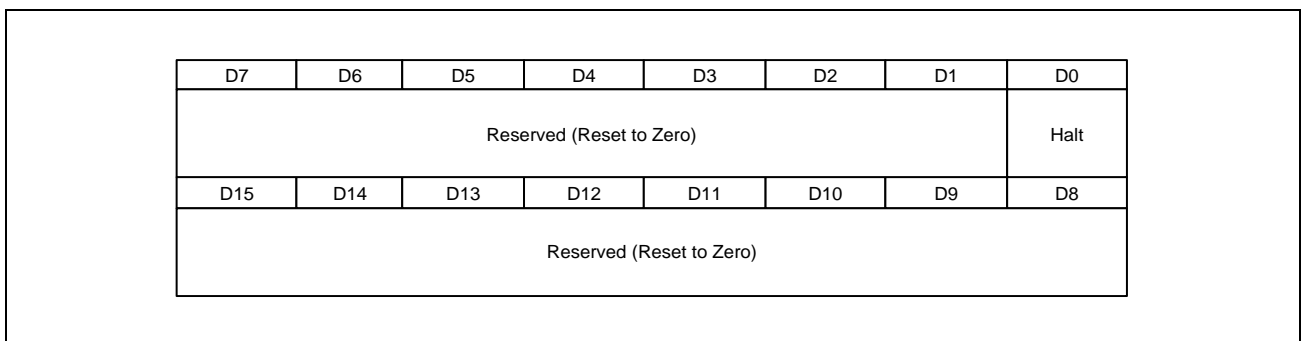 D7 D6 D5 D4 D3 D2 D1 D0
Reserved (Reset to Zero) Halt
D15 D14 D13 D12 D11 D10 D9 D8
Reserved (Reset to Zero)